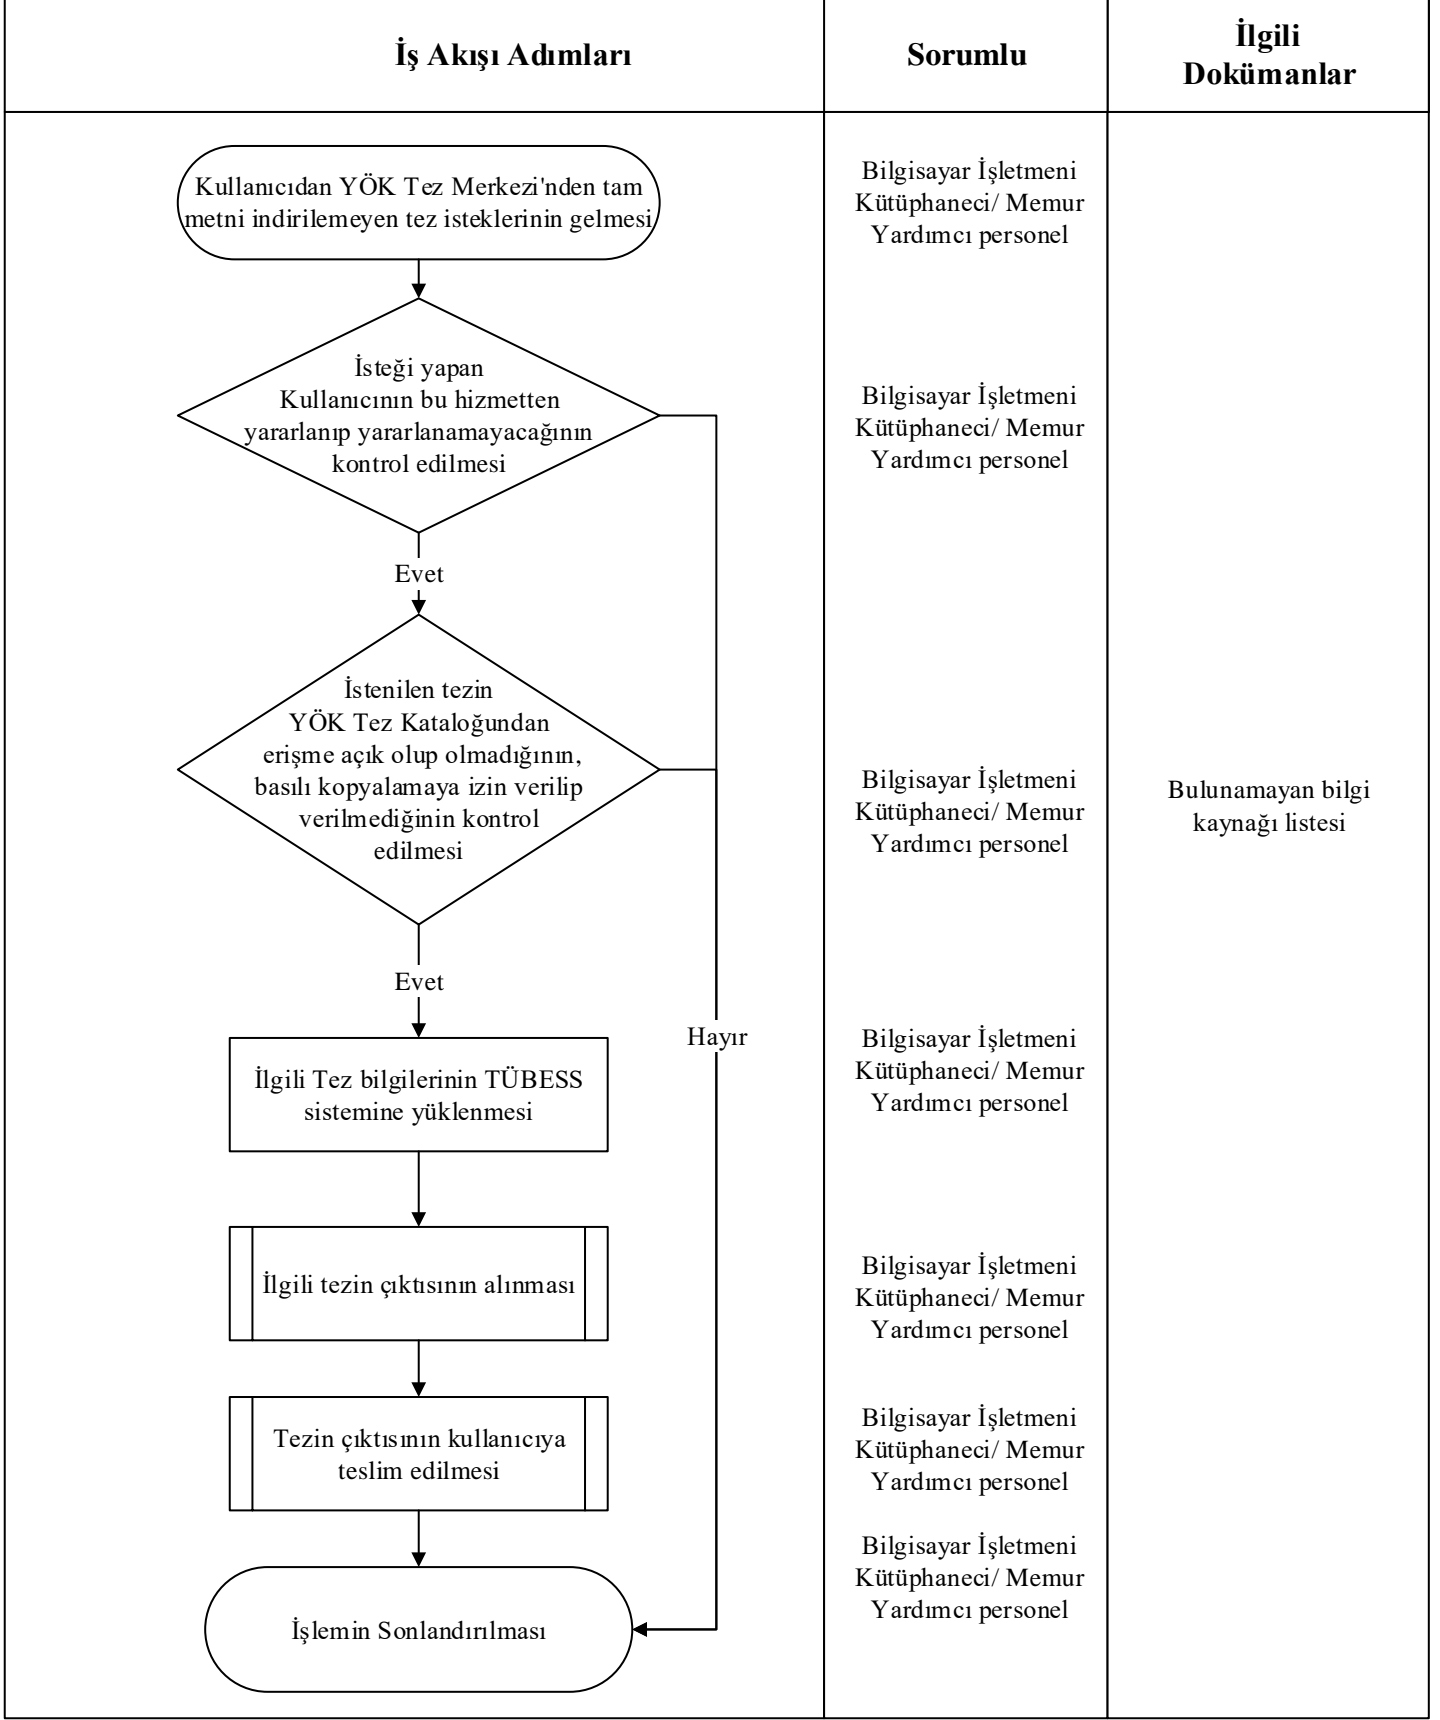 İş Akışı Adımları
Sorumlu
İlgili
Dokümanlar
Kullanıcıdan YÖK Tez Merkezi'nden tam
metni indirilemeyen tez isteklerinin gelmesi
Bilgisayar İşletmeni
Kütüphaneci/ Memur
Yardımcı personel
İsteği yapan
Kullanıcının bu hizmetten
yararlanıp yararlanamayacağının
kontrol edilmesi
Bilgisayar İşletmeni
Kütüphaneci/ Memur
Yardımcı personel
Evet
İstenilen tezin
YÖK Tez Kataloğundan
erişme açık olup olmadığının,
basılı kopyalamaya izin verilip
verilmediğinin kontrol
edilmesi
Bilgisayar İşletmeni
Kütüphaneci/ Memur
Yardımcı personel
Bulunamayan bilgi
kaynağı listesi
Evet
Hayır
İlgili Tez bilgilerinin TÜBESS
sistemine yüklenmesi
Bilgisayar İşletmeni
Kütüphaneci/ Memur
Yardımcı personel
İlgili tezin çıktısının alınması
Bilgisayar İşletmeni
Kütüphaneci/ Memur
Yardımcı personel
Tezin çıktısının kullanıcıya
teslim edilmesi
Bilgisayar İşletmeni
Kütüphaneci/ Memur
Yardımcı personel
İşlemin Sonlandırılması
Bilgisayar İşletmeni
Kütüphaneci/ Memur
Yardımcı personel